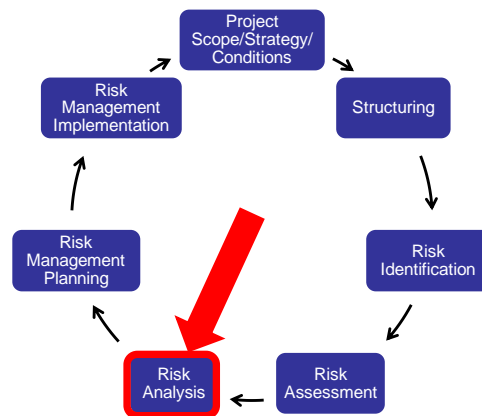 Project
Scope/Strategy/
Conditions
Structuring
Risk
Identification
Risk
Assessment
Risk
Analysis
Risk
Management
Planning
Risk
Management
Implementation